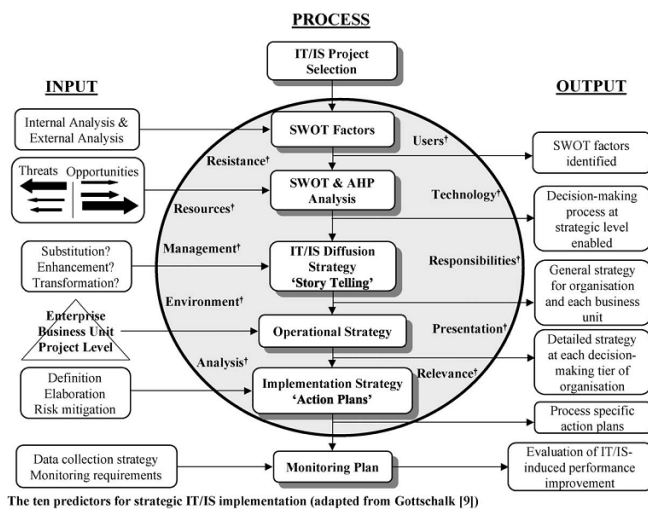 PROCESS
INPUT
OUTPUT
IT/IS Project
Selection
Internal Analysis &
External Analysis
SWOT Factors
Users†
SWOT factors
identified
Resistance†
Threats
Opportunities
SWOT & AHP
Analysis
Technology†
Decision-making
process at
strategic level
enabled
Resources†
Substitution?
Enhancement?
Transformation?
Management†
IT/IS Diffusion
Strategy
‘Story Telling’
Responsibilities†
General strategy
for organisation
and each business
unit
Environment†
Enterprise
Business Unit
Project Level
Operational Strategy
Presentation†
Detailed strategy
at each decision-
making tier of
organisation
Analysis†
Definition
Elaboration
Risk mitigation
Implementation Strategy
‘Action Plans’
Relevance†
Process specific
action plans
Data collection strategy
Monitoring requirements
Monitoring Plan
Evaluation of IT/IS-
induced performance
improvement
The ten predictors for strategic IT/IS implementation (adapted from Gottschalk [9])